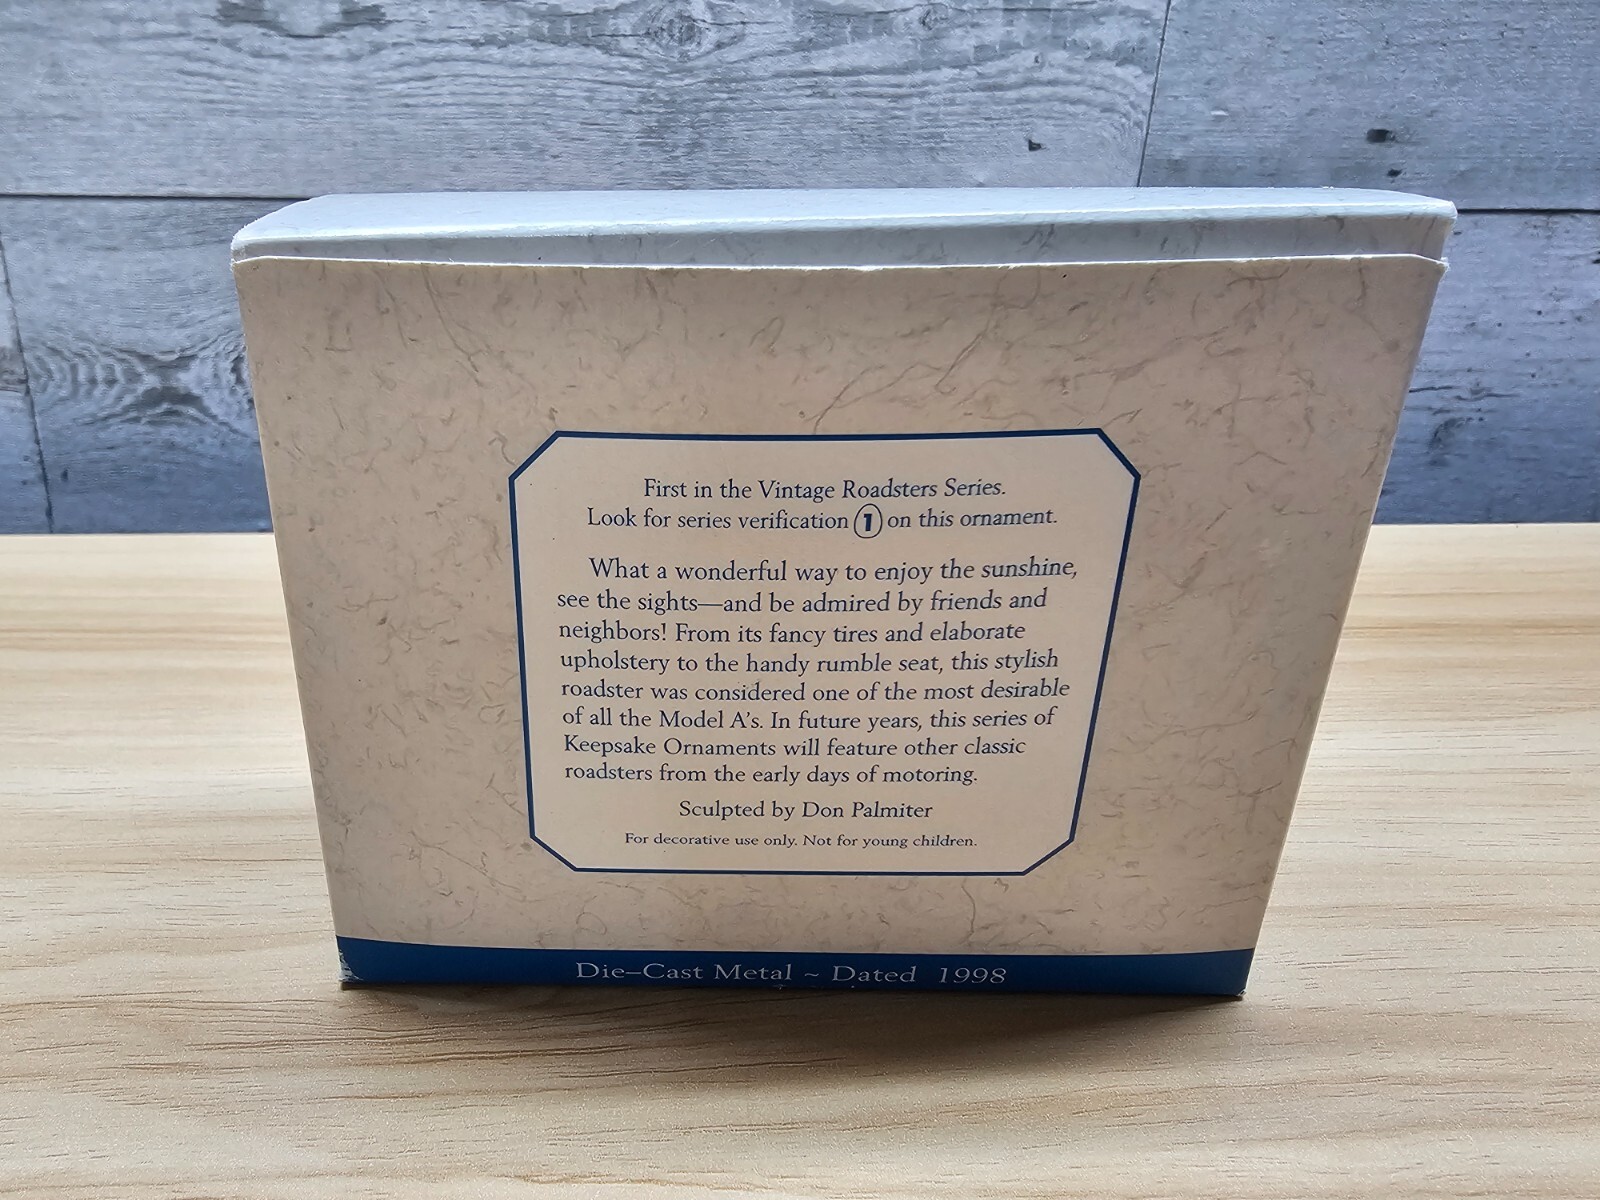 First in the Vintage Roadsters Series.
Look for series verification 1 on this ornament.
What a wonderful way to enjoy the sunshine,
see the sights—and be admired by friends and
neighbors! From its fancy tires and elaborate
upholstery to the handy rumble seat, this stylish
roadster was considered one of the most desirable
of all the Model A's. In future years, this series of
Keepsake Ornaments will feature other classic
roadsters from the early days of motoring.
Sculpted by Don Palmiter
For decorative use only. Not for young children.
Die–Cast Metal ~ Dated 1998